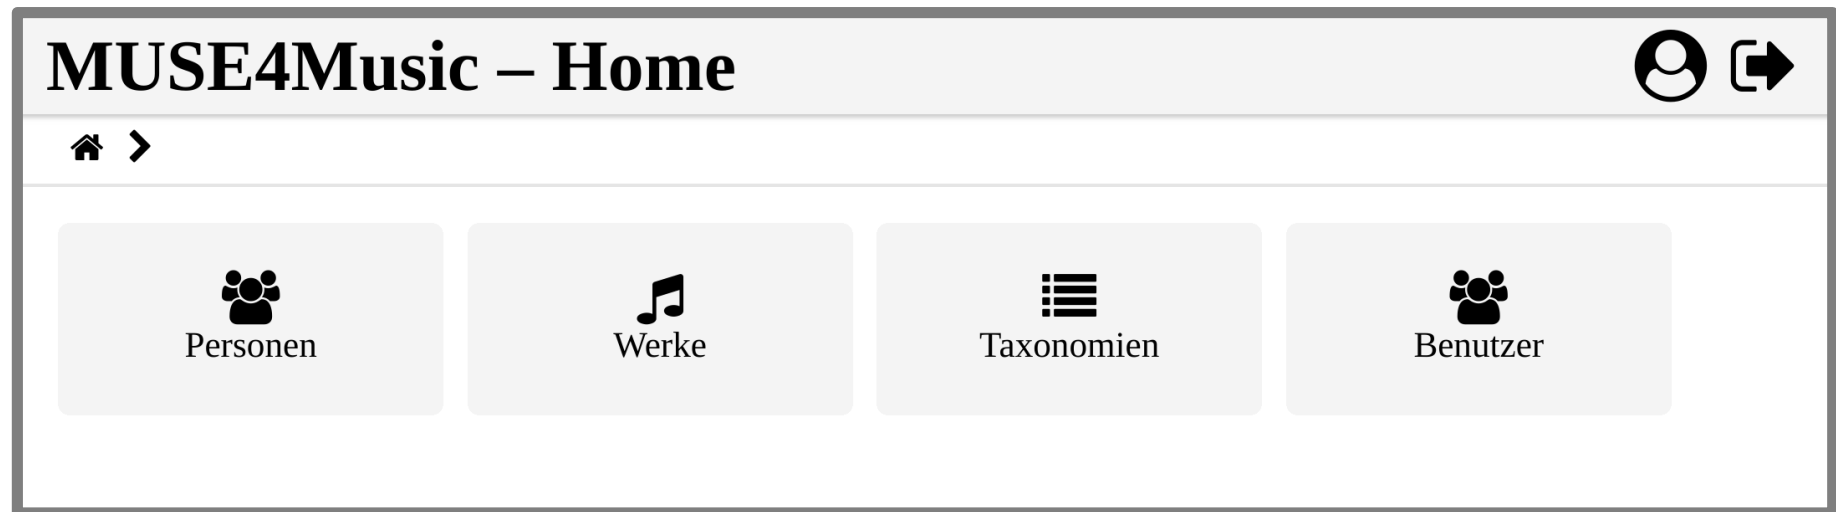 MUSE4Music – Home
Personen
Werke
Taxonomien
Benutzer